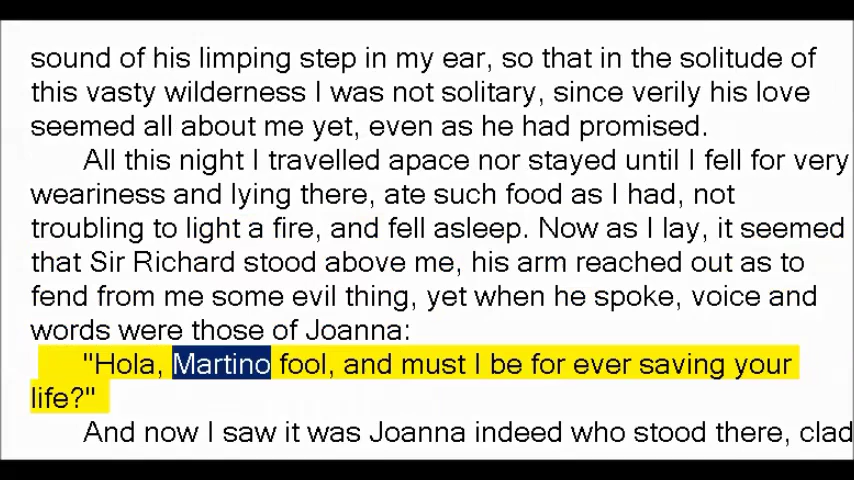 sound of his limping step in my ear, so that in the solitude of
this vasty wilderness I was not solitary, since verily his love
seemed all about me yet, even as he had promised.
All this night I travelled apace nor stayed until I fell for very
weariness and lying there, ate such food as I had, not
troubling to light a fire, and fell asleep. Now as I lay, it seemed
that Sir Richard stood above me, his arm reached out as to
fend from me some evil thing, yet when he spoke, voice and
words were those of Joanna:
"Hola, Martino fool, and must I be for ever saving your
life?"
And now I saw it was Joanna indeed who stood there, clad